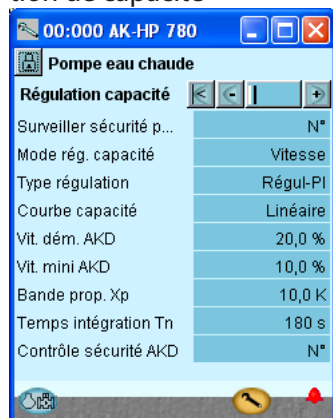 tion de capacité
00:000 AK-HP 780
Pompe eau chaude
Régulation capacité
Surveiller sécurité p... N°
Mode rég. capacité Vitesse
Type régulation Régul-PI
Courbe capacité Linéaire
Vit. dém. AKD 20,0 %
Vit. mini AKD 10,0 %
Bande prop. Xp 10,0 K
Temps intégration Tn 180 s
Contrôle sécurité AKD N°